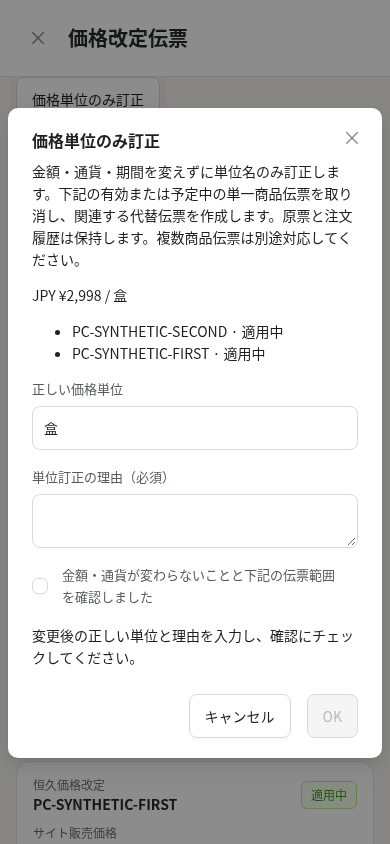 価格改定伝票
価格単位のみ訂正
価格単位のみ訂正
金額・通貨・期間を変えずに単位名のみ訂正しま
す。下記の有効または予定中の単一商品伝票を取り
消し、関連する代替伝票を作成します。原票と注文
履歴は保持します。複数商品伝票は別途対応してく
ださい。
JPY ¥2,998 / 盒
PC-SYNTHETIC-SECOND · 適用中
PC-SYNTHETIC-FIRST · 適用中
正しい価格単位
盒
単位訂正の理由（必須）
金額・通貨が変わらないことと下記の伝票範囲
を確認しました
変更後の正しい単位と理由を入力し、確認にチェッ
クしてください。
キャンセル
OK
恒久価格改定
PC-SYNTHETIC-FIRST
適用中
サイト販売価格